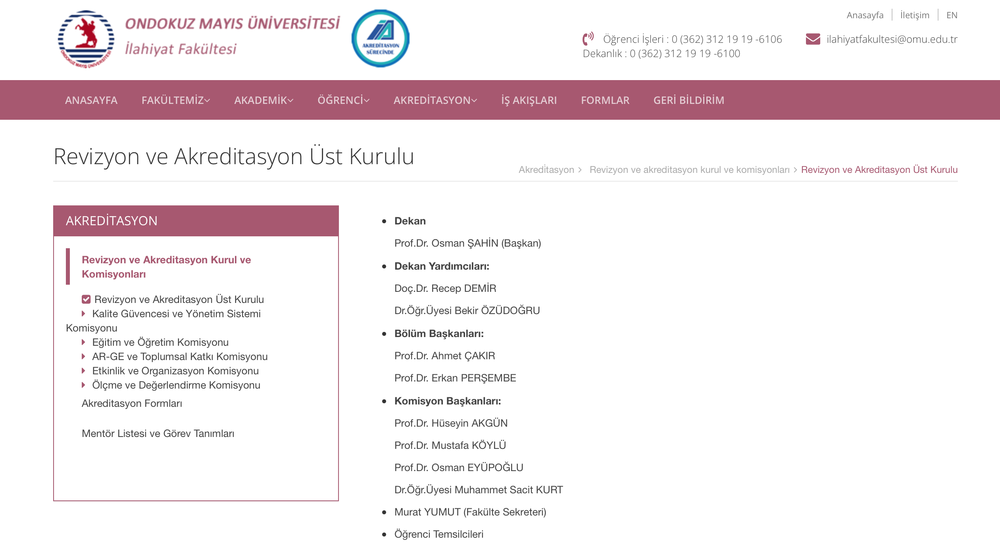 ONDOKUZ MAYIS ÜNİVERSİTESİ
İlahiyat Fakültesi
ONDOKUZ MAYIS ÜNİVERSİTESİ
AKREDİTASYON
SÜRECİNDE
Anasayfa
İletişim
EN
Öğrenci İşleri : 0 (362) 312 19 19 -6106
Dekanlık : 0 (362) 312 19 19 -6100
ilahiyatfakultesi@omu.edu.tr
ANASAYFA
FAKÜLTEMİZ
AKADEMİK
ÖĞRENCİ
AKREDİTASYON
İŞ AKIŞLARI
FORMLAR
GERİ BİLDİRİM
Revizyon ve Akreditasyon Üst Kurulu
Akreditasyon > Revizyon ve akreditasyon kurul ve komisyonları > Revizyon ve Akreditasyon Üst Kurulu
AKREDİTASYON
Revizyon ve Akreditasyon Kurul ve
Komisyonları
Revizyon ve Akreditasyon Üst Kurulu
Kalite Güvencesi ve Yönetim Sistemi
Komisyonu
Eğitim ve Öğretim Komisyonu
AR-GE ve Toplumsal Katkı Komisyonu
Etkinlik ve Organizasyon Komisyonu
Ölçme ve Değerlendirme Komisyonu
Akreditasyon Formları
Mentör Listesi ve Görev Tanımları
Dekan
Prof.Dr. Osman ŞAHİN (Başkan)
Dekan Yardımcıları:
Doç.Dr. Recep DEMİR
Dr.Öğr.Üyesi Bekir ÖZÜDOĞRU
Bölüm Başkanları:
Prof.Dr. Ahmet ÇAKIR
Prof.Dr. Erkan PERŞEMBE
Komisyon Başkanları:
Prof.Dr. Hüseyin AKGÜN
Prof.Dr. Mustafa KÖYLÜ
Prof.Dr. Osman EYÜPOĞLU
Dr.Öğr.Üyesi Muhammet Sacit KURT
Murat YUMUT (Fakülte Sekreteri)
Öğrenci Temsilcileri